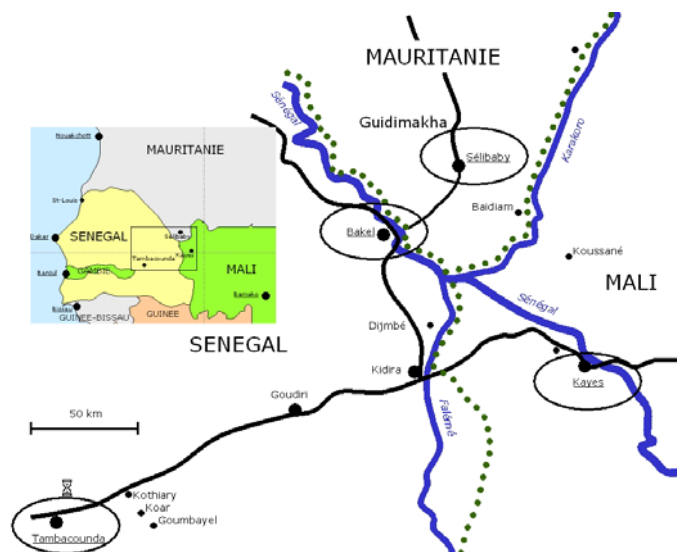 MAURITANIE
Sénégal
Guidimakha
Sélibaby
Karakoro
Baidiam
Bakel
Koussané
MALI
Sénégal
Dijmbé
SENEGAL
Kidira
Kayes
Goudiri
Falémé
50 km
Kothiary
Koar
Goumbayel
Tambacounda
Nouakchott
MAURITANIE
St-Louis
Dakar
SENEGAL
Sélibaby
Kayes
Tambacounda
Banjul
GAMBIE
MALI
Bamako
Bissau
GUINEE-BISSAU
GUINEE